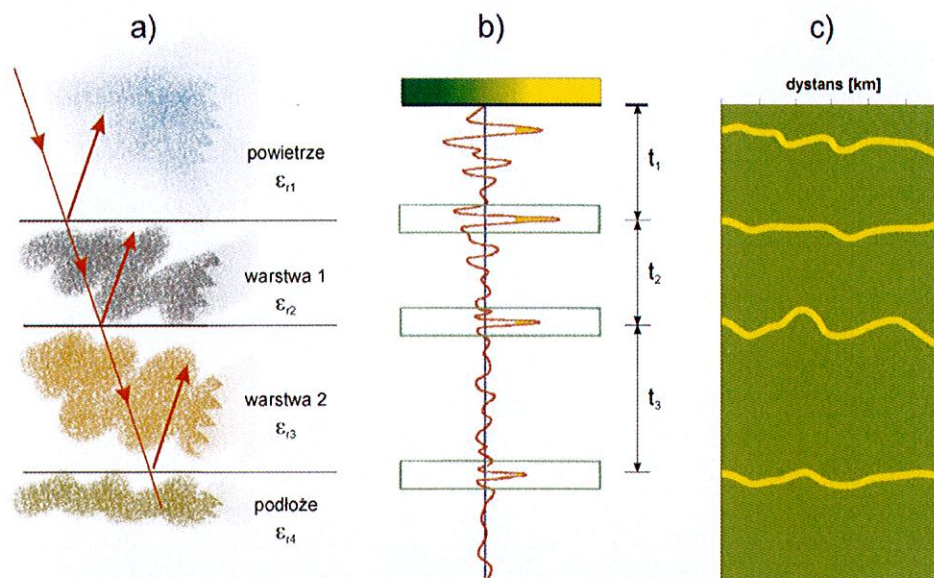 a)
powietrze
εr1
warstwa 1
εr2
warstwa 2
εr3
podłoże
εr4
b)
t1
t2
t3
c)
dystans [km]